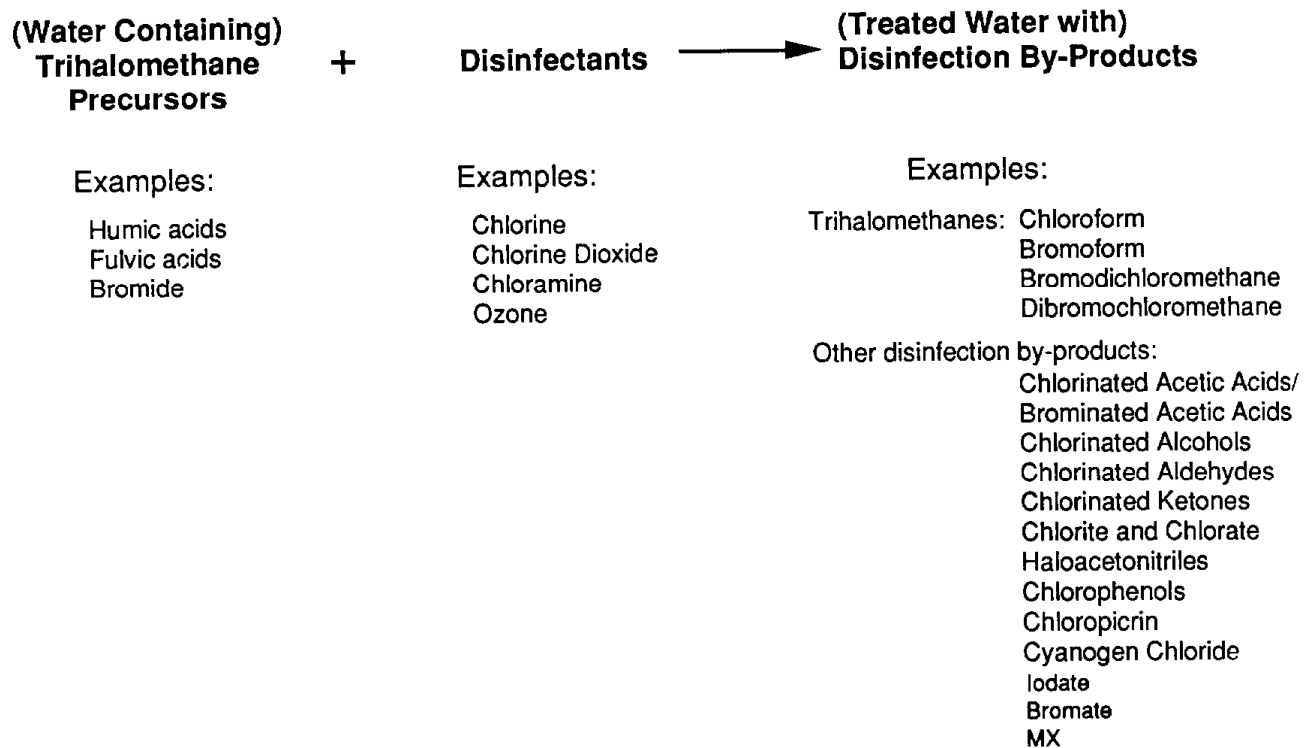 (Water Containing)
Trihalomethane
Precursors
+
Disinfectants
(Treated Water with)
Disinfection By-Products
Examples:
Humic acids
Fulvic acids
Bromide
Examples:
Chlorine
Chlorine Dioxide
Chloramine
Ozone
Examples:
Trihalomethanes: Chloroform
Bromoform
Bromodichloromethane
Dibromochloromethane
Other disinfection by-products:
Chlorinated Acetic Acids/
Brominated Acetic Acids
Chlorinated Alcohols
Chlorinated Aldehydes
Chlorinated Ketones
Chlorite and Chlorate
Haloacetonitriles
Chlorophenols
Chloropicrin
Cyanogen Chloride
Iodate
Bromate
MX